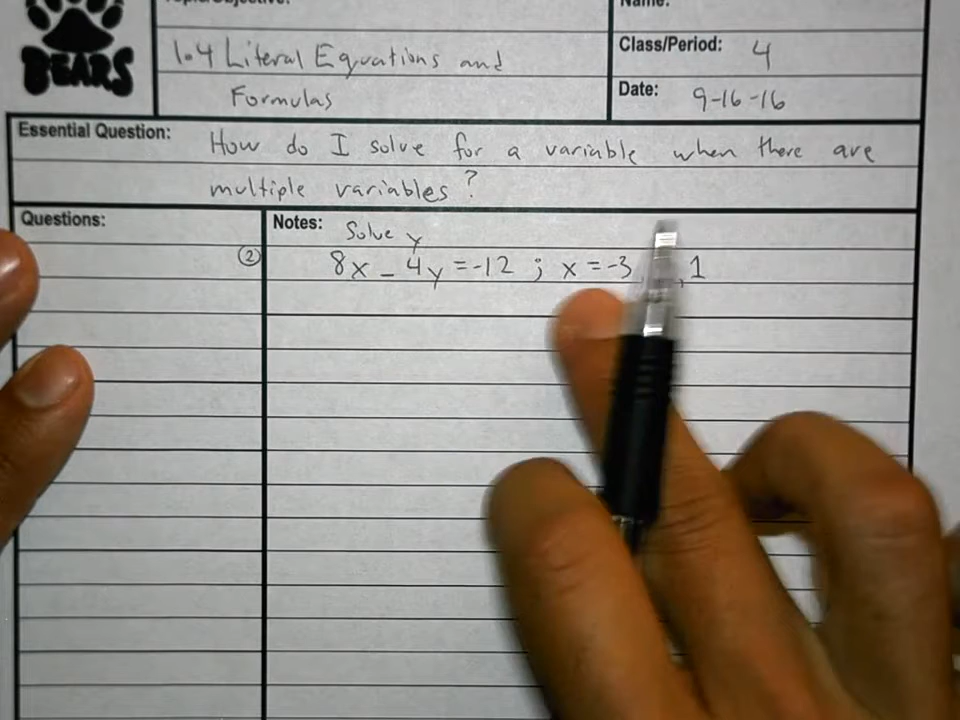 BEARS
1.4 Literal Equations and
Formulas
Name:
Class/Period: 4
Date: 9-16-16
Essential Question: How do I solve for a variable when there are
multiple variables?
Questions:
Notes: Solve y
② 8x - 4y = -12 ; x = -3 , 1